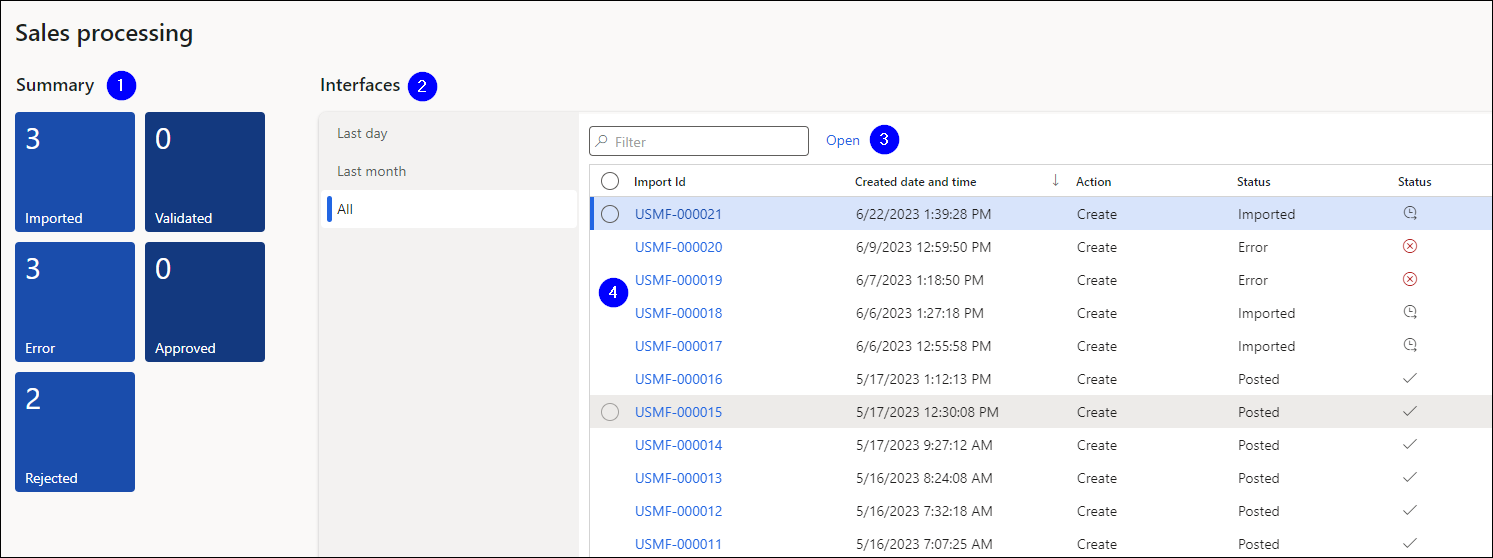 Sales processing
Summary 1
3
Imported
0
Validated
3
Error
0
Approved
2
Rejected
Interfaces 2
Last day
Last month
All
Filter Open 3
Import Id Created date and time ↓ Action Status Status
USMF-000021 6/22/2023 1:39:28 PM Create Imported
USMF-000020 6/9/2023 12:59:50 PM Create Error
USMF-000019 6/7/2023 1:18:50 PM Create Error
4
USMF-000018 6/6/2023 1:27:18 PM Create Imported
USMF-000017 6/6/2023 12:55:58 PM Create Imported
USMF-000016 5/17/2023 1:12:13 PM Create Posted
USMF-000015 5/17/2023 12:30:08 PM Create Posted
USMF-000014 5/17/2023 9:27:12 AM Create Posted
USMF-000013 5/16/2023 8:24:08 AM Create Posted
USMF-000012 5/16/2023 7:32:18 AM Create Posted
USMF-000011 5/16/2023 7:07:25 AM Create Posted